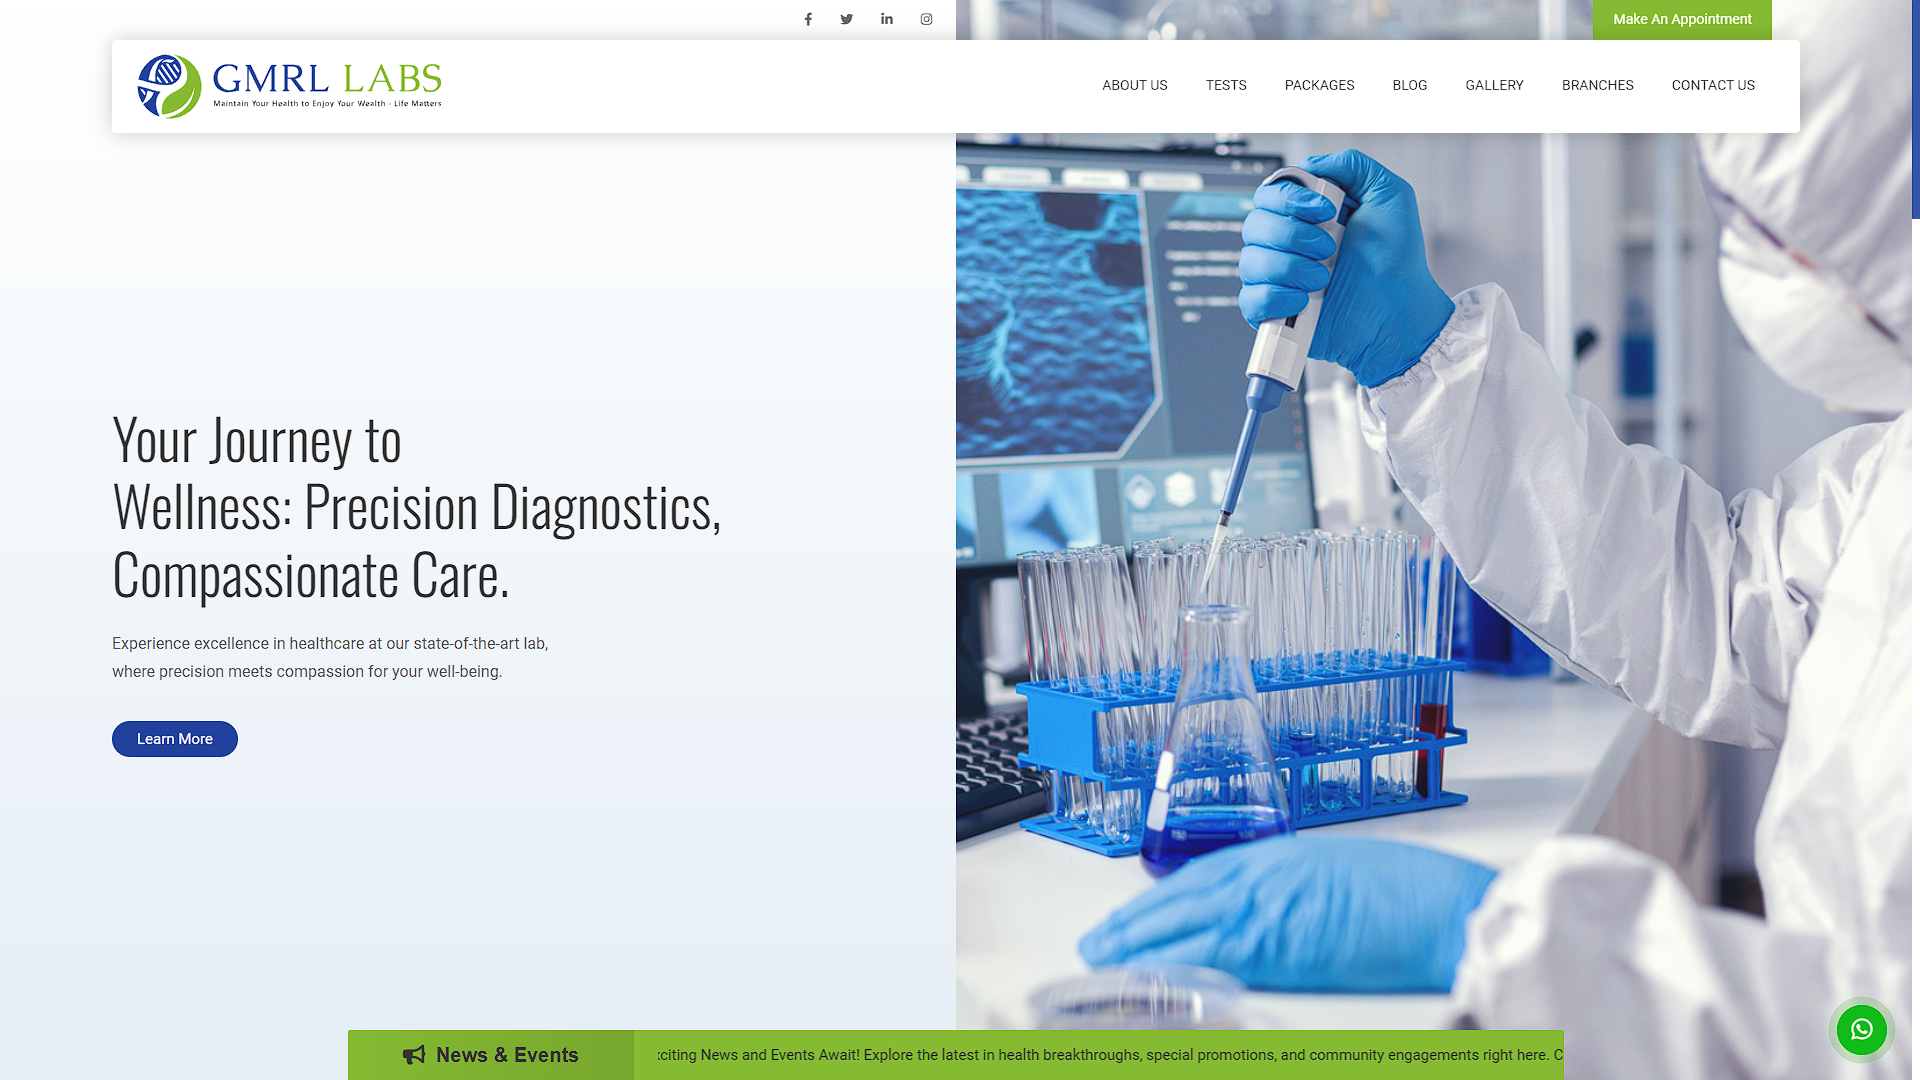 Make An Appointment
GMRL LABS
Maintain Your Health to Enjoy Your Wealth - Life Matters
ABOUT US
TESTS
PACKAGES
BLOG
GALLERY
BRANCHES
CONTACT US
Your Journey to
Wellness: Precision Diagnostics,
Compassionate Care.
Experience excellence in healthcare at our state-of-the-art lab,
where precision meets compassion for your well-being.
Learn More
News & Events
citing News and Events Await! Explore the latest in health breakthroughs, special promotions, and community engagements right here. C